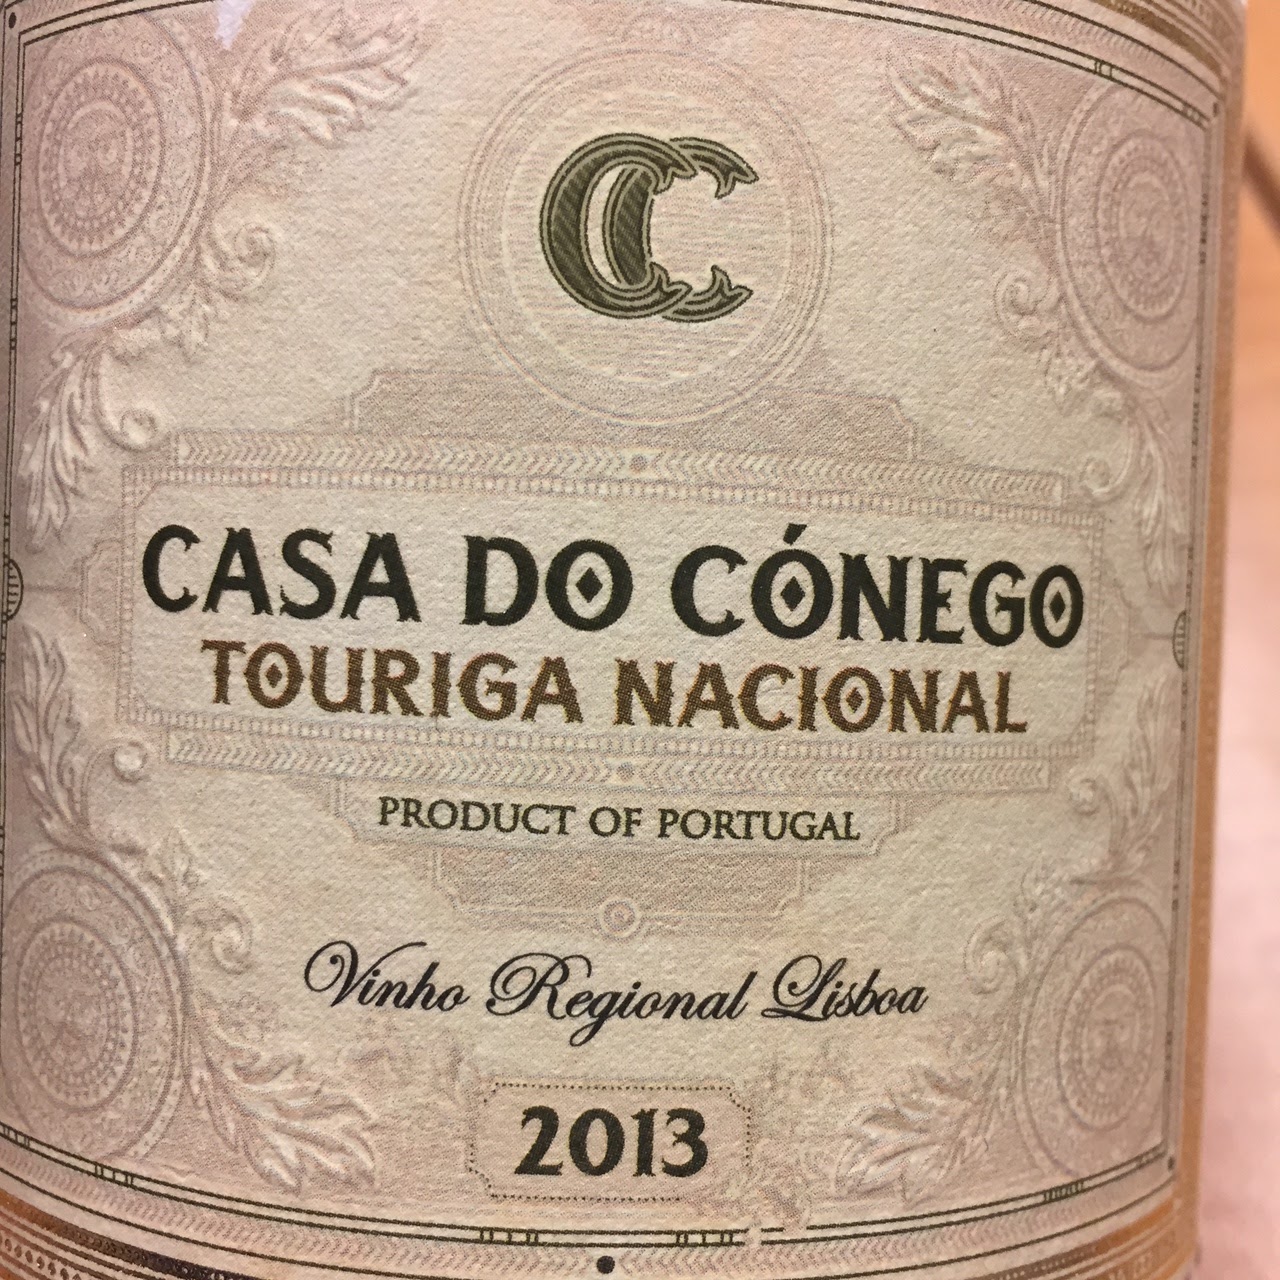 CC
CASA DO CÓNEGO
TOURIGA NACIONAL
PRODUCT OF PORTUGAL
Vinho Regional Lisboa
2013